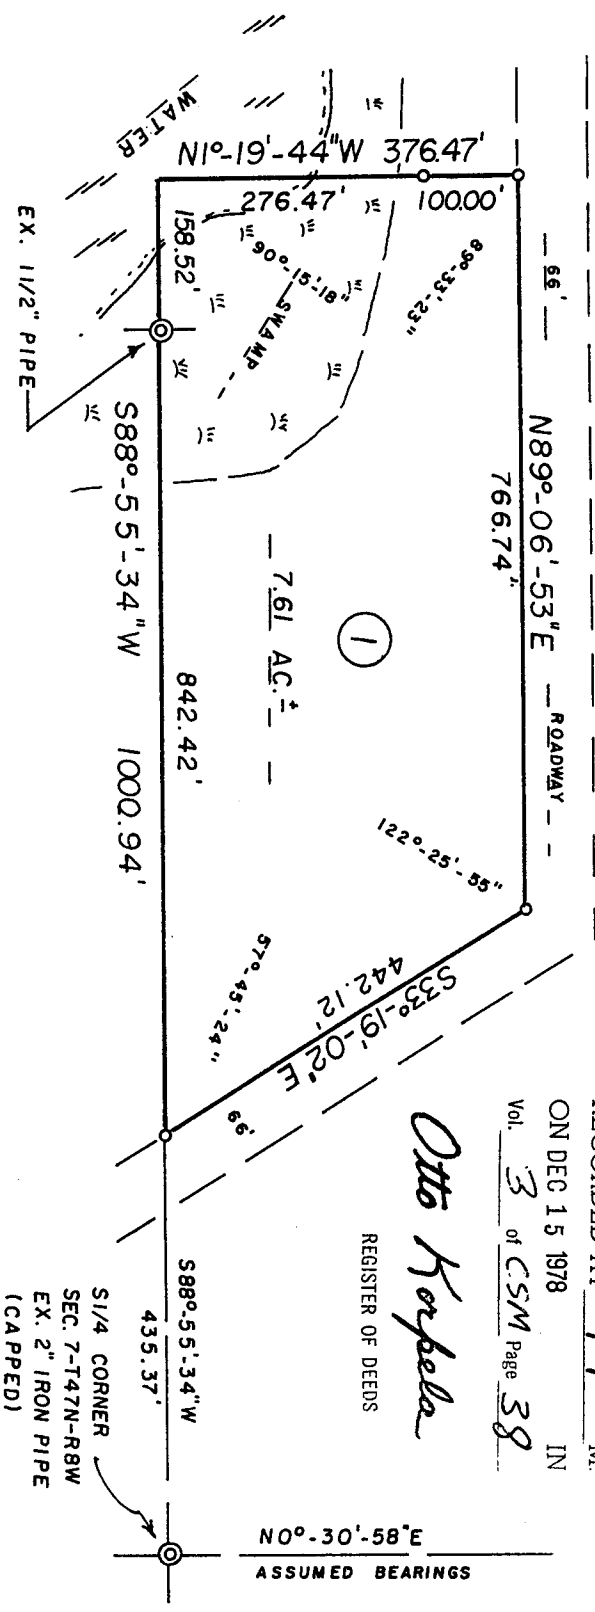 WATER
N1°-19'-44"W 376.47'
276.47' 100.00'
158.52'
90°-15'-18"
89°-33'-23"
SWAMP
66'
EX. 11/2" PIPE
N89°-06'-53"E
766.74'
ROADWAY
S88°-55'-34"W 1000.94'
842.42'
7.61 AC.±
1
122°-25'-55"
57°-45'-24"
S33°-19'-02"E
442.12'
66'
ON DEC 15 1978 IN
Vol. 3 of CSM Page 38
Otto Korpela
REGISTER OF DEEDS
S88°-55'-34"W
435.37'
S1/4 CORNER
SEC. 7-T47N-R8W
EX. 2" IRON PIPE
(CAPPED)
N0°-30'-58"E
ASSUMED BEARINGS